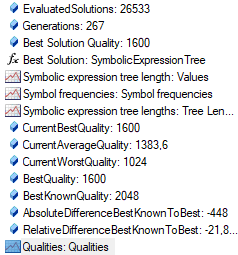 EvaluatedSolutions: 26533
Generations: 267
Best Solution Quality: 1600
Best Solution: SymbolicExpressionTree
Symbolic expression tree length: Values
Symbol frequencies: Symbol frequencies
Symbolic expression tree lengths: Tree Len...
CurrentBestQuality: 1600
CurrentAverageQuality: 1383,6
CurrentWorstQuality: 1024
BestQuality: 1600
BestKnownQuality: 2048
AbsoluteDifferenceBestKnownToBest: -448
RelativeDifferenceBestKnownToBest: -21,8...
Qualities: Qualities